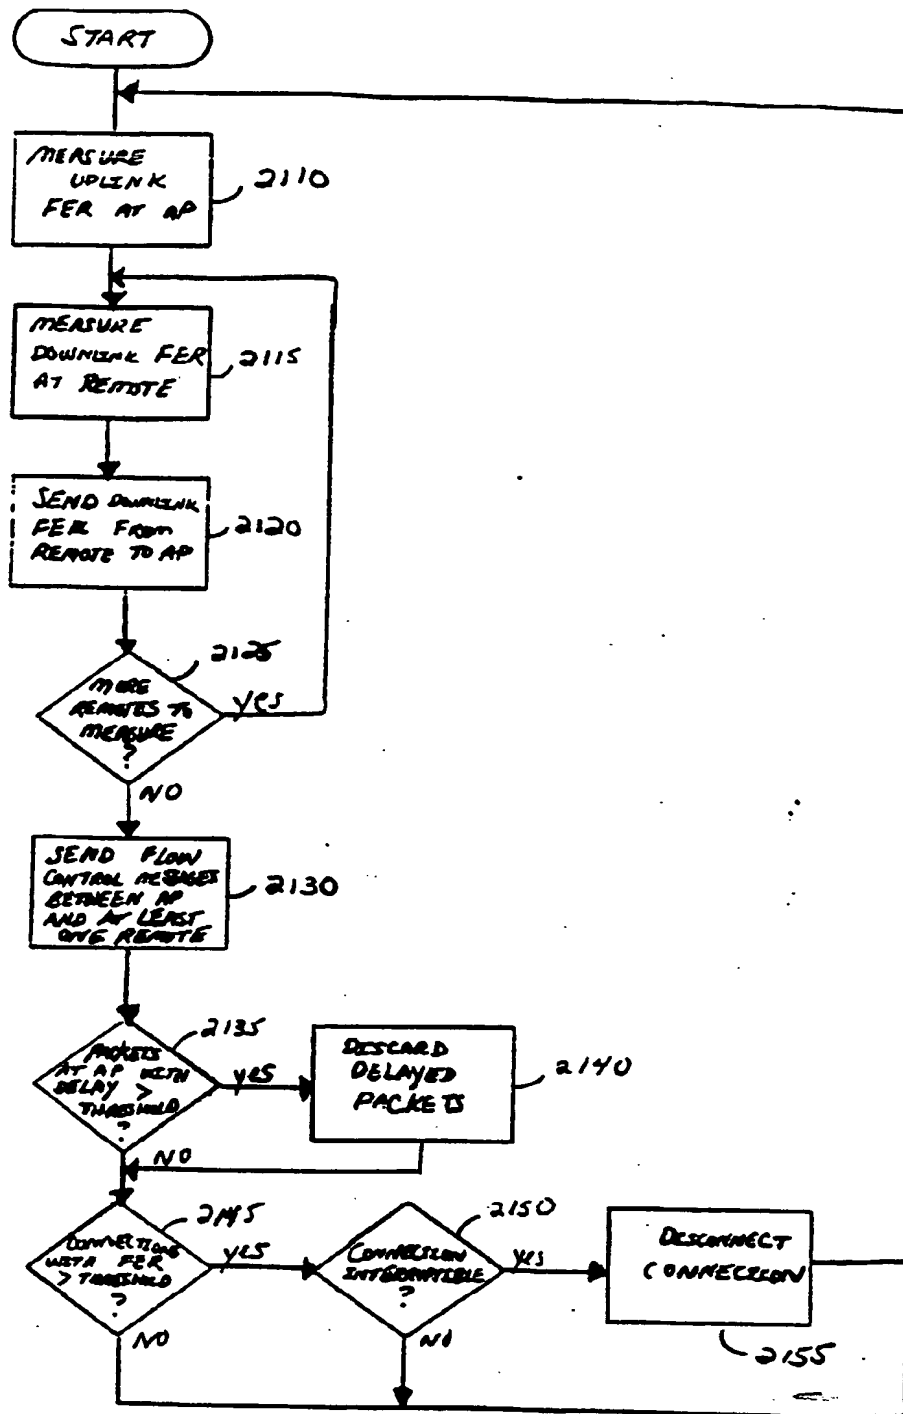 START
MEASURE
UPLINK
FER AT AP
2110
MEASURE
DOWNLINK FER
AT REMOTE
2115
SEND DOWNLINK
FER FROM
REMOTE TO AP
2120
2125
MORE
REMOTES TO
MEASURE
?
yes
NO
SEND FLOW
CONTROL MESSAGES
BETWEEN AP
AND AT LEAST
ONE REMOTE
2130
2135
PACKETS
AT AP WITH
DELAY >
THRESHOLD
?
yes
DISCARD
DELAYED
PACKETS
2140
NO
2145
CONNECTIONS
WITH FER
> THRESHOLD
?
yes
2150
CONNECTION
INTERRUPTIBLE
?
yes
DISCONNECT
CONNECTION
2155
NO
NO